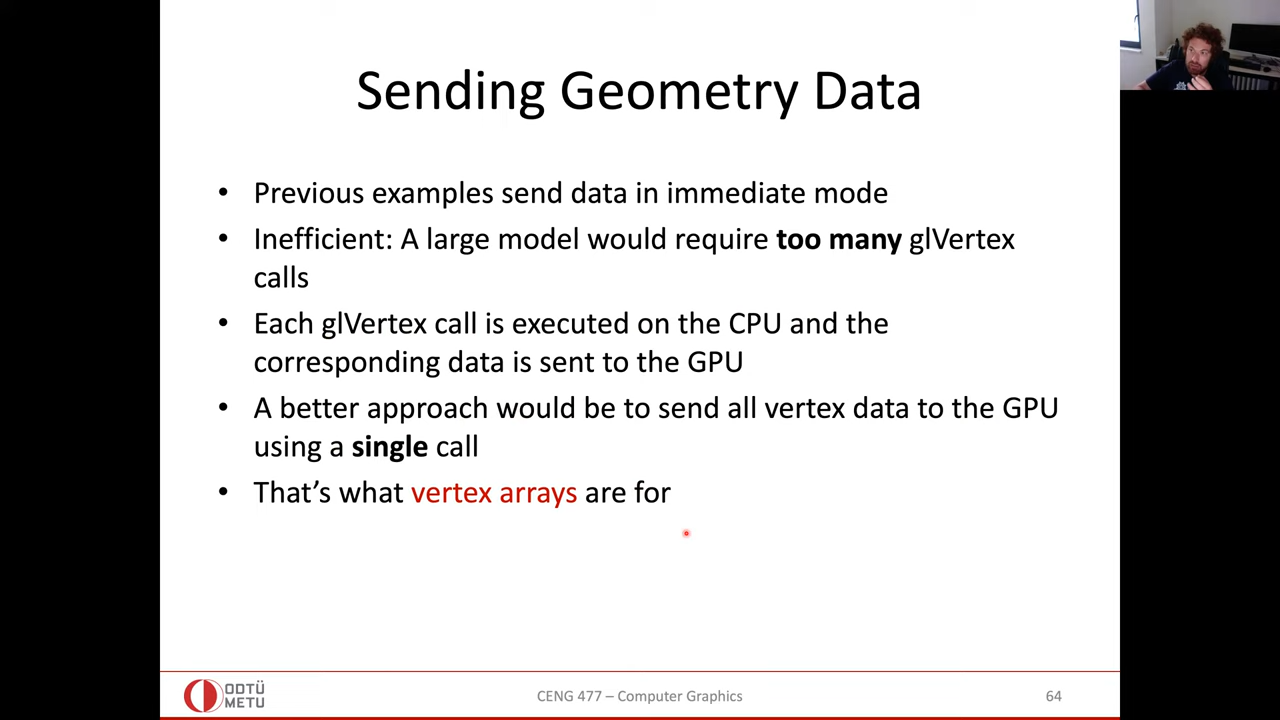 Sending Geometry Data
• Previous examples send data in immediate mode
• Inefficient: A large model would require too many glVertex
calls
• Each glVertex call is executed on the CPU and the
corresponding data is sent to the GPU
• A better approach would be to send all vertex data to the GPU
using a single call
• That's what vertex arrays are for
ODTÜ
METU
CENG 477 – Computer Graphics
64